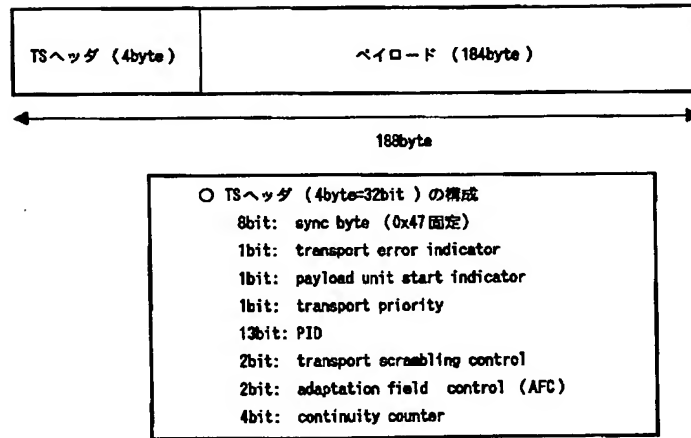 TSヘッダ (4byte)
ペイロード (184byte)
188byte
○ TSヘッダ (4byte=32bit) の構成
8bit: sync byte (0x47固定)
1bit: transport error indicator
1bit: payload unit start indicator
1bit: transport priority
13bit: PID
2bit: transport scrambling control
2bit: adaptation field control (AFC)
4bit: continuity counter